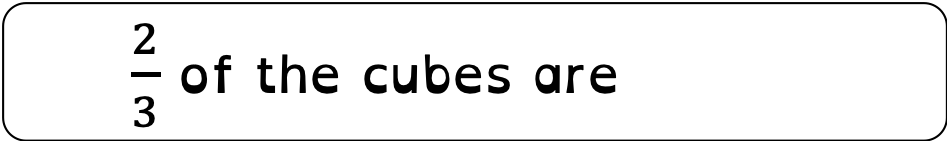 2/3 of the cubes are